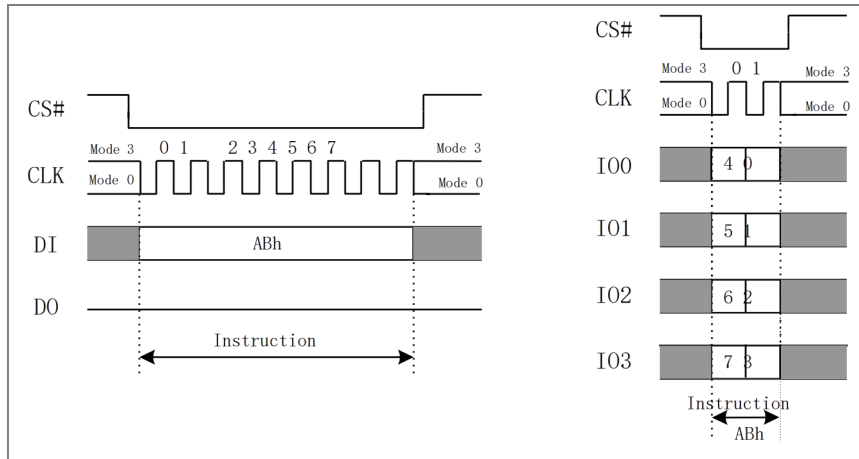 CS#
Mode 3 0 1 2 3 4 5 6 7 Mode 3
CLK
Mode 0 Mode 0
DI ABh
DO
Instruction
CS#
Mode 3 0 1 Mode 3
CLK
Mode 0 Mode 0
IO0 4 0
IO1 5 1
IO2 6 2
IO3 7 3
Instruction
ABh